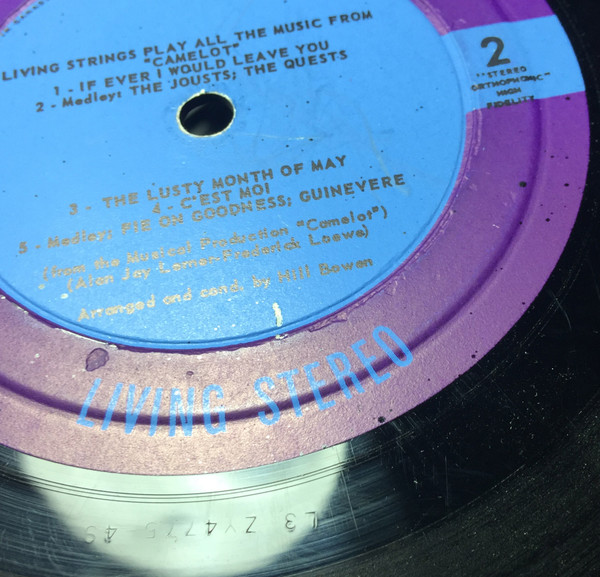 LIVING STRINGS PLAY ALL THE MUSIC FROM
"CAMELOT"
1 - IF EVER I WOULD LEAVE YOU
2 - Medley: THE JOUSTS; THE QUESTS
2
"STEREO
ORTHOPHONIC"
HIGH
FIDELITY
3 - THE LUSTY MONTH OF MAY
4 - C'EST MOI
5 - Medley: FIE ON GOODNESS; GUINEVERE
(from the Musical Production "Camelot")
(Alan Jay Lerner-Frederick Loewe)
Arranged and cond. by Hill Bowen
LIVING STEREO